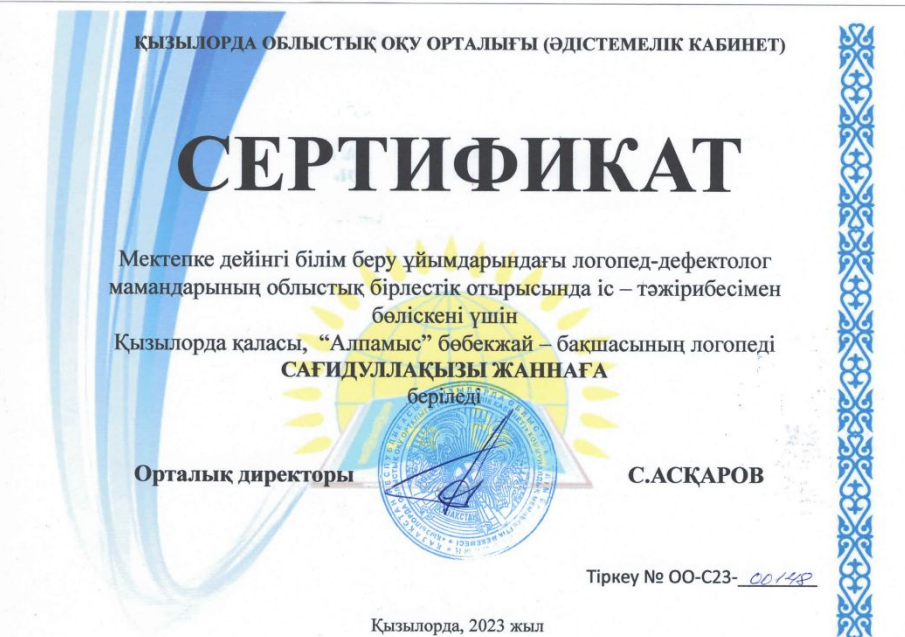 ҚЫЗЫЛОРДА ОБЛЫСТЫҚ ОҚУ ОРТАЛЫҒЫ (ӘДІСТЕМЕЛІК КАБИНЕТ)
СЕРТИФИКАТ
Мектепке дейінгі білім беру ұйымдарындағы логопед-дефектолог
мамандарының облыстық бірлестік отырысында іс – тәжірибесімен
бөліскені үшін
Қызылорда қаласы, “Алпамыс” бөбекжай – бақшасының логопеді
САҒИДУЛЛАҚЫЗЫ ЖАННАҒА
беріледі
Орталық директоры С.АСҚАРОВ
Тіркеу № ОО-С23-00148
Қызылорда, 2023 жыл